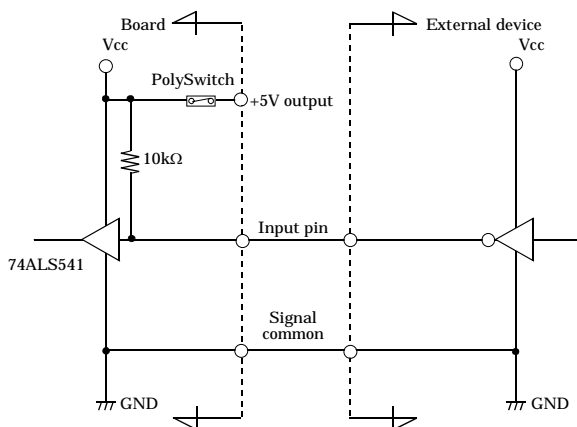 Board
External device
Vcc
Vcc
PolySwitch
+5V output
10kΩ
Input pin
74ALS541
Signal
common
GND
GND